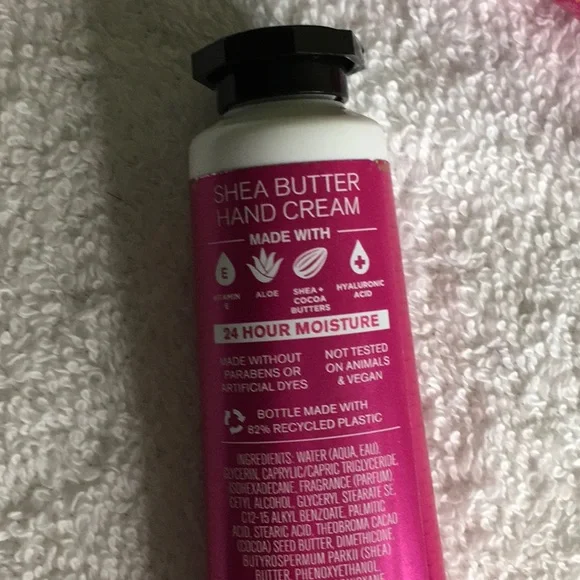 SHEA BUTTER
HAND CREAM
MADE WITH
E
VITAMIN E
ALOE
SHEA + COCOA BUTTERS
HYALURONIC ACID
24 HOUR MOISTURE
MADE WITHOUT
PARABENS OR
ARTIFICIAL DYES
NOT TESTED
ON ANIMALS
& VEGAN
BOTTLE MADE WITH
82% RECYCLED PLASTIC
INGREDIENTS: WATER (AQUA, EAU),
GLYCERIN, CAPRYLIC/CAPRIC TRIGLYCERIDE,
ISOHEXADECANE, FRAGRANCE (PARFUM),
CETYL ALCOHOL, GLYCERYL STEARATE SE,
C12-15 ALKYL BENZOATE, PALMITIC
ACID, STEARIC ACID, THEOBROMA CACAO
(COCOA) SEED BUTTER, DIMETHICONE,
BUTYROSPERMUM PARKII (SHEA)
BUTTER, PHENOXYETHANOL,